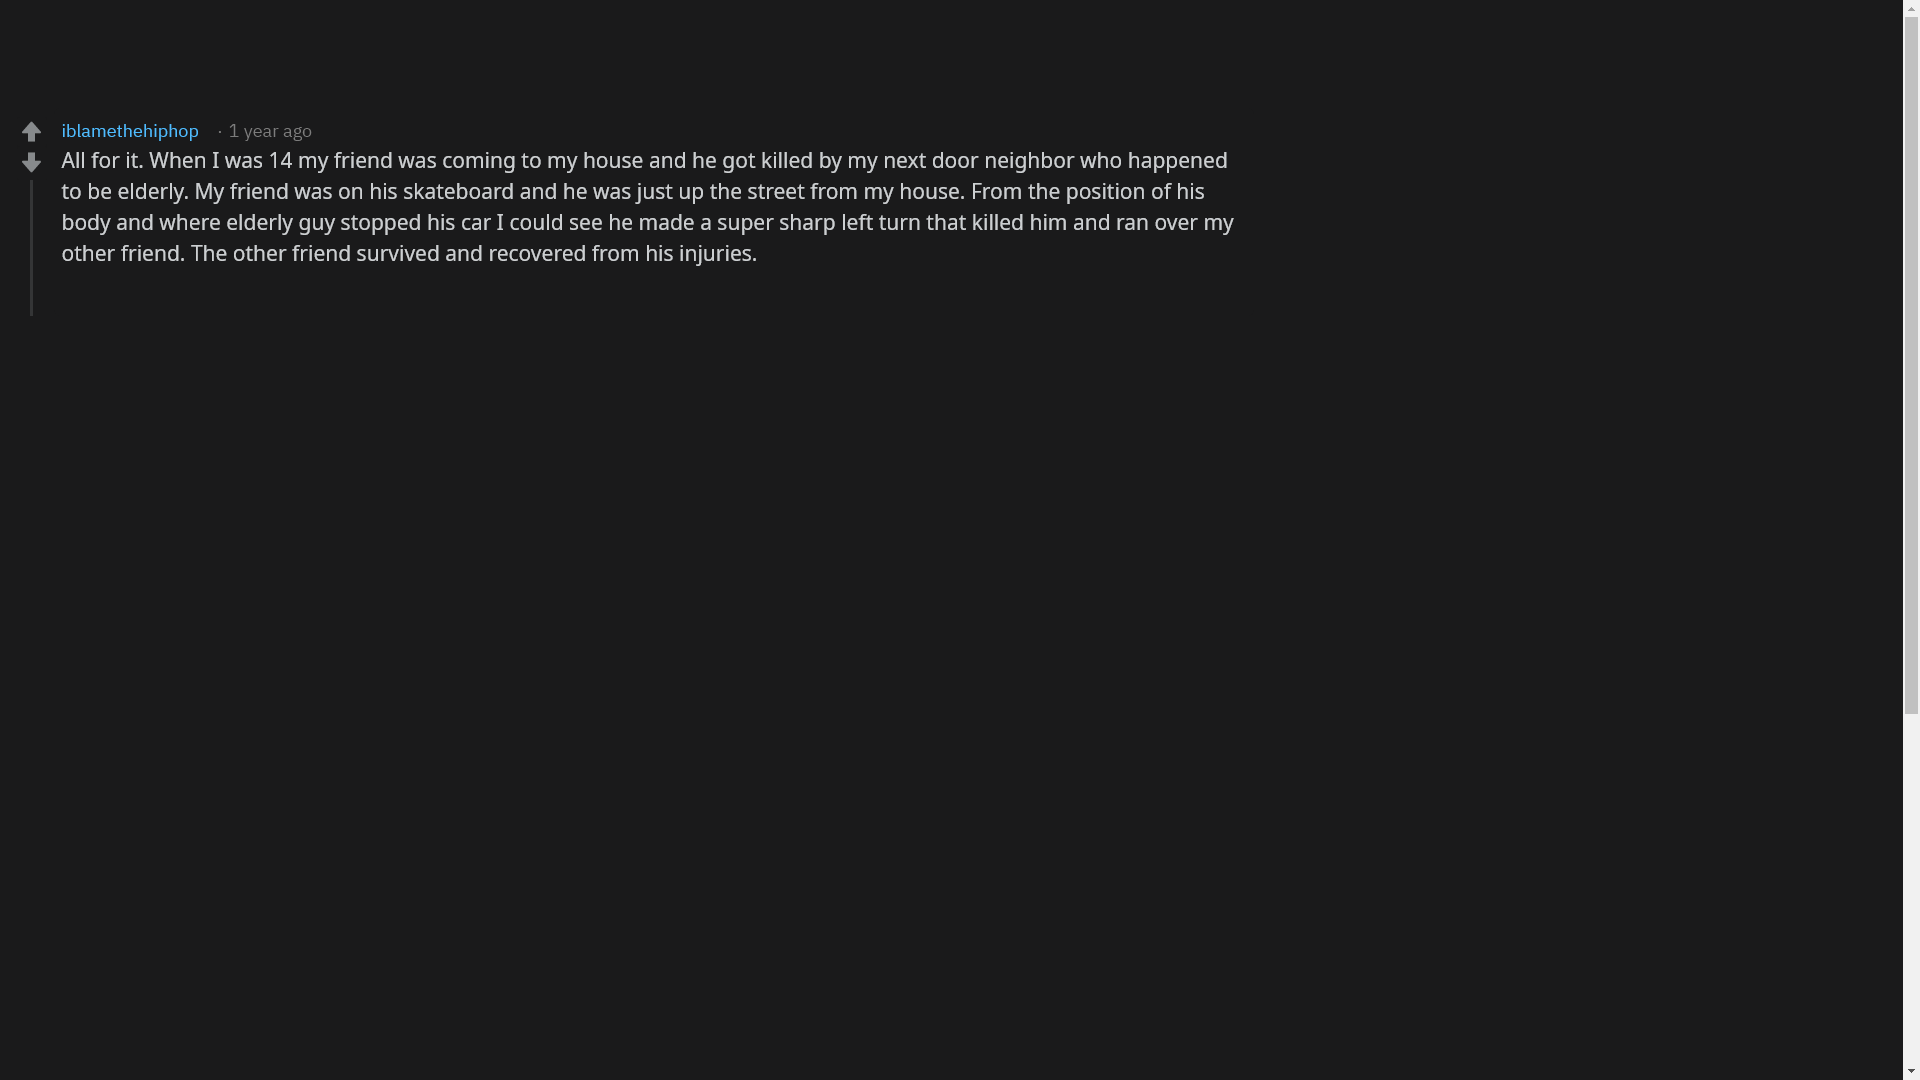 iblamethehiphop · 1 year ago
All for it. When I was 14 my friend was coming to my house and he got killed by my next door neighbor who happened
to be elderly. My friend was on his skateboard and he was just up the street from my house. From the position of his
body and where elderly guy stopped his car I could see he made a super sharp left turn that killed him and ran over my
other friend. The other friend survived and recovered from his injuries.